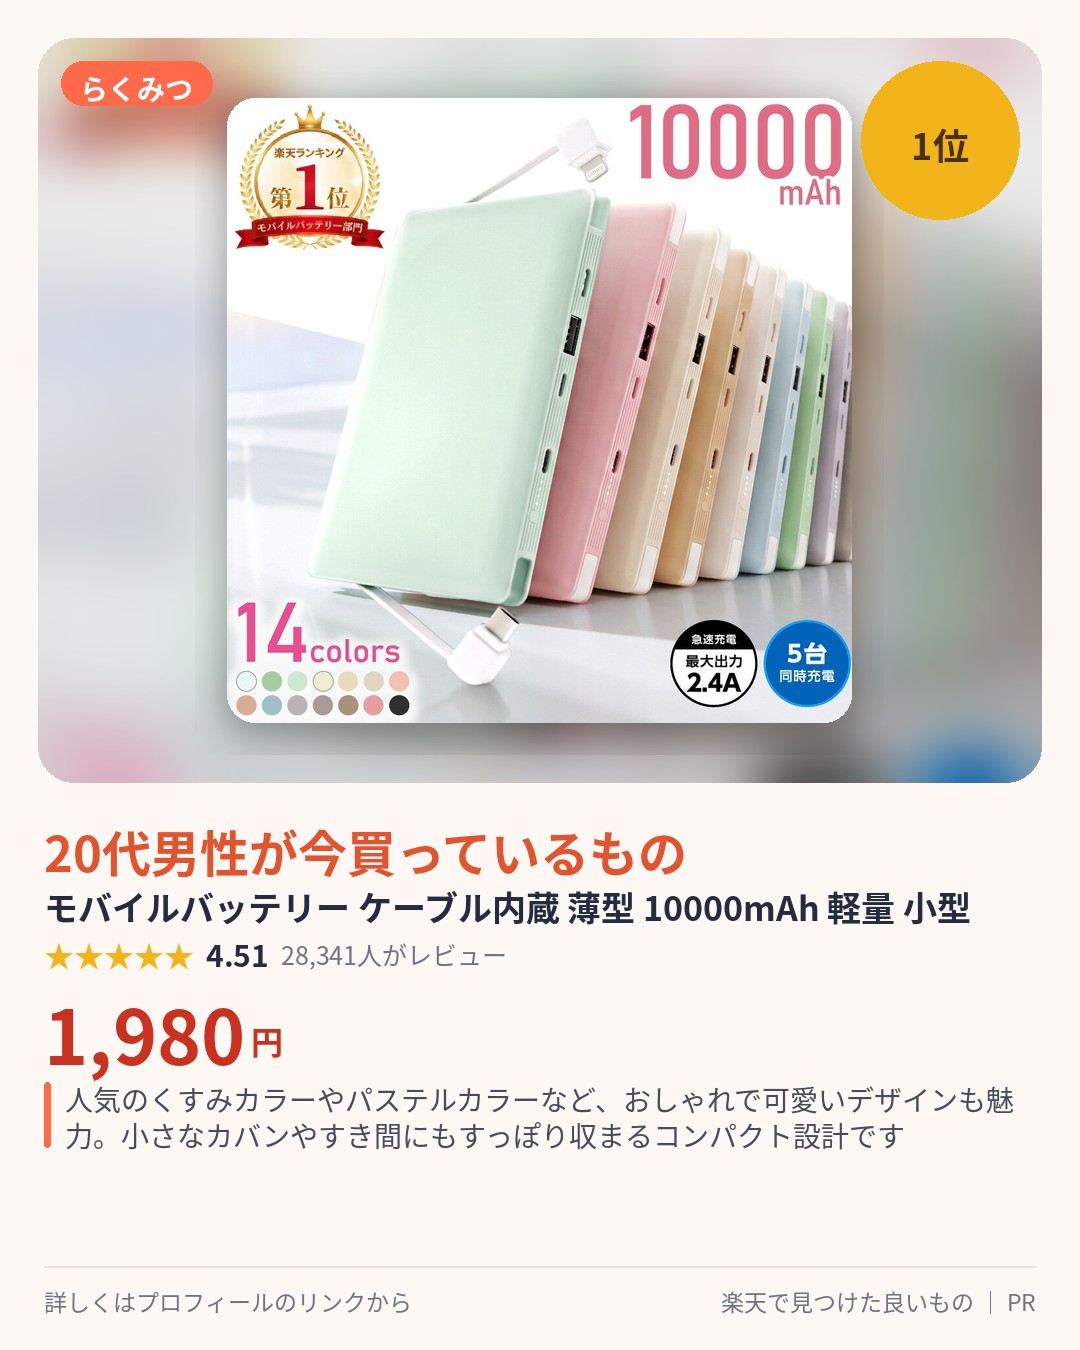 らくみつ
1位
楽天ランキング
第1位
モバイルバッテリー部門
10000
mAh
14colors
急速充電
最大出力
2.4A
5台
同時充電
20代男性が今買っているもの
モバイルバッテリー ケーブル内蔵 薄型 10000mAh 軽量 小型
★★★★★ 4.51 28,341人がレビュー
1,980円
人気のくすみカラーやパステルカラーなど、おしゃれで可愛いデザインも魅
力。小さなカバンやすき間にもすっぽり収まるコンパクト設計です
詳しくはプロフィールのリンクから
楽天で見つけた良いもの｜PR